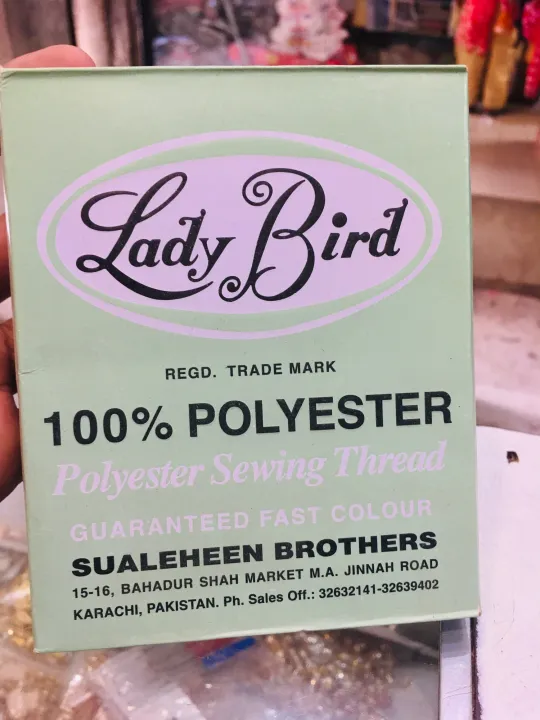 Lady Bird
REGD. TRADE MARK
100% POLYESTER
Polyester Sewing Thread
GUARANTEED FAST COLOUR
SUALEHEEN BROTHERS
15-16, BAHADUR SHAH MARKET M.A. JINNAH ROAD
KARACHI, PAKISTAN. Ph. Sales Off.: 32632141-32639402